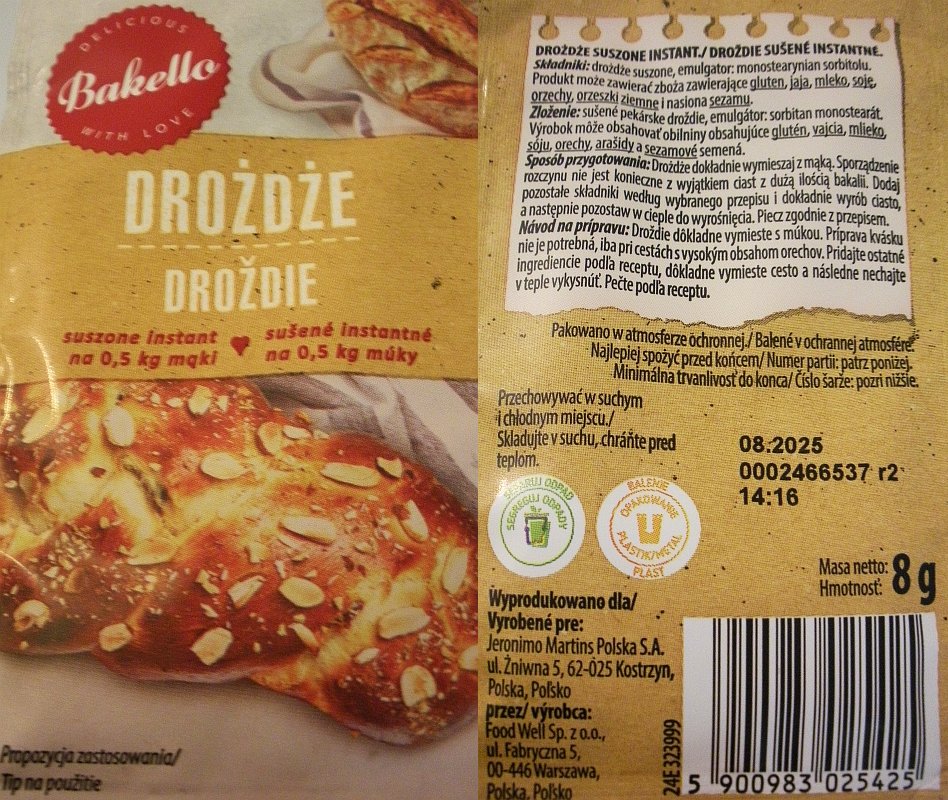 DELICIOUS
Bakello
WITH LOVE
DROŻDŻE
DROŽDIE
suszone instant
na 0,5 kg mąki
sušené instantné
na 0,5 kg múky
Propozycja zastosowania/
Tip na použitie
DROŻDŻE SUSZONE INSTANT./ DROŽDIE SUŠENÉ INSTANTNÉ.
Składniki: drożdże suszone, emulgator: monostearynian sorbitolu.
Produkt może zawierać zboża zawierające gluten, jaja, mleko, soję,
orzechy, orzeszki ziemne i nasiona sezamu.
Zloženie: sušené pekárske droždie, emulgátor: sorbitan monostearát.
Výrobok môže obsahovať obilniny obsahujúce glutén, vajcia, mlieko,
sóju, orechy, arašidy a sezamové semená.
Sposób przygotowania: Drożdże dokładnie wymieszaj z mąką. Sporządzenie
rozczynu nie jest konieczne z wyjątkiem ciast z dużą ilością bakalii. Dodaj
pozostałe składniki według wybranego przepisu i dokładnie wyrób ciasto,
a następnie pozostaw w cieple do wyrośnięcia. Piecz zgodnie z przepisem.
Návod na prípravu: Droždie dôkladne vymieste s múkou. Príprava kvásku
nie je potrebná, iba pri cestách s vysokým obsahom orechov. Pridajte ostatné
ingrediencie podľa receptu, dôkladne vymieste cesto a následne nechajte
v teple vykysnúť. Pečte podľa receptu.
Pakowano w atmosferze ochronnej./ Balené v ochrannej atmosfére.
Najlepiej spożyć przed końcem/ Numer partii: patrz poniżej.
Minimálna trvanlivosť do konca/ Číslo šarže: pozri nižšie.
Przechowywać w suchym
i chłodnym miejscu./
Skladujte v suchu, chráňte pred
teplom.
08.2025
0002466537 r2
14:16
SEPARUJ ODPAD
SEGREGUJ ODPADY
BALENIE
OPAKOWANIE
PLASTIK/METAL
PLAST
Masa netto:
Hmotnosť:
8 g
Wyprodukowano dla/
Vyrobené pre:
Jeronimo Martins Polska S.A.
ul. Żniwna 5, 62-025 Kostrzyn,
Polska, Poľsko
przez/ výrobca:
Food Well Sp. z o.o.,
ul. Fabryczna 5,
00-446 Warszawa,
Polska, Poľsko
24E 323999
5 900983 025425